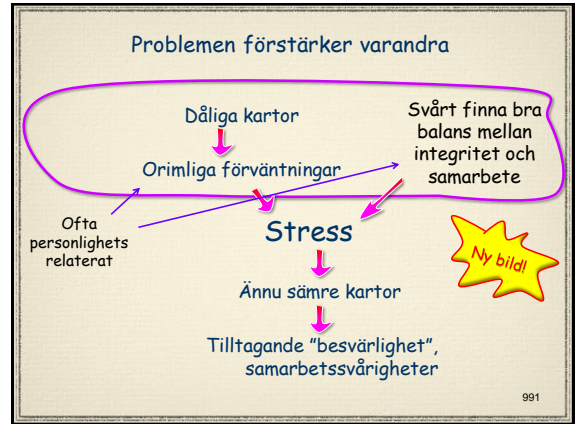 Problemen förstärker varandra
Dåliga kartor
Orimliga förväntningar
Svårt finna bra
balans mellan
integritet och
samarbete
Ofta
personlighets
relaterat
Stress
Ny bild!
Ännu sämre kartor
Tilltagande "besvärlighet",
samarbetssvårigheter
991